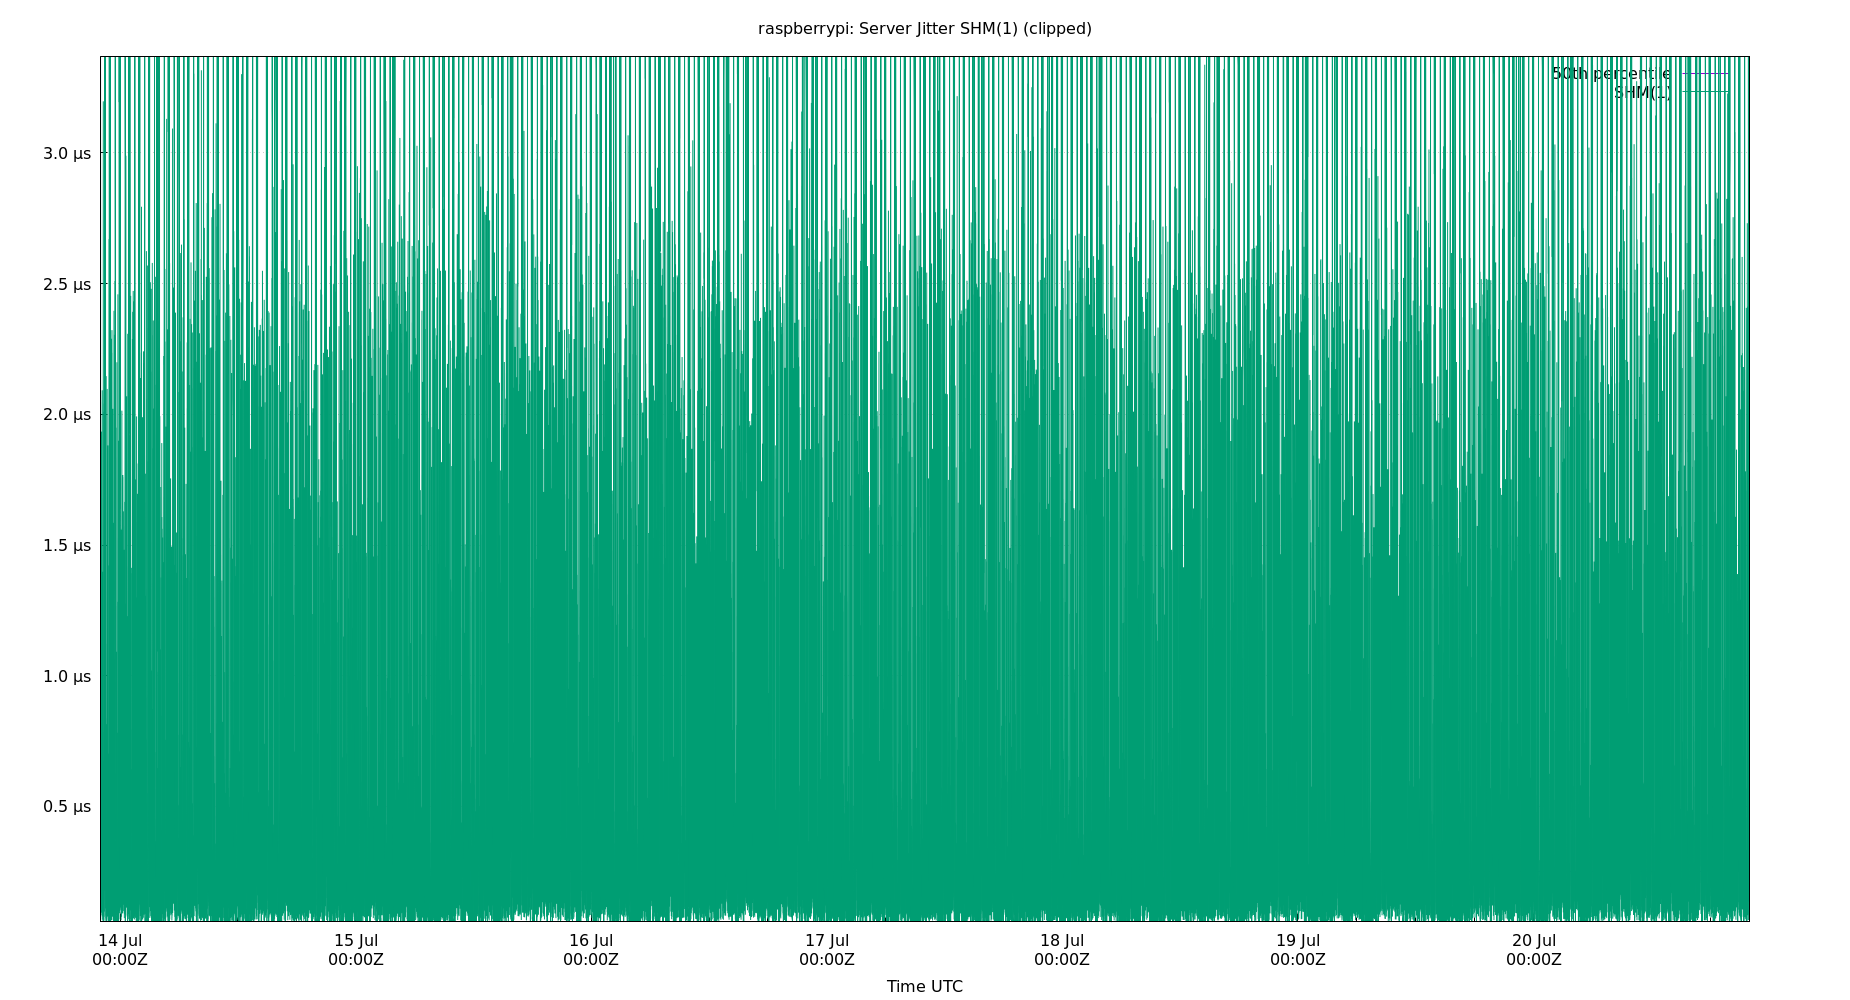 raspberrypi: Server Jitter SHM(1) (clipped)
50th percentile
SHM(1)
3.0 µs
2.5 µs
2.0 µs
1.5 µs
1.0 µs
0.5 µs
14 Jul 15 Jul 16 Jul 17 Jul 18 Jul 19 Jul 20 Jul
00:00Z 00:00Z 00:00Z 00:00Z 00:00Z 00:00Z 00:00Z
Time UTC